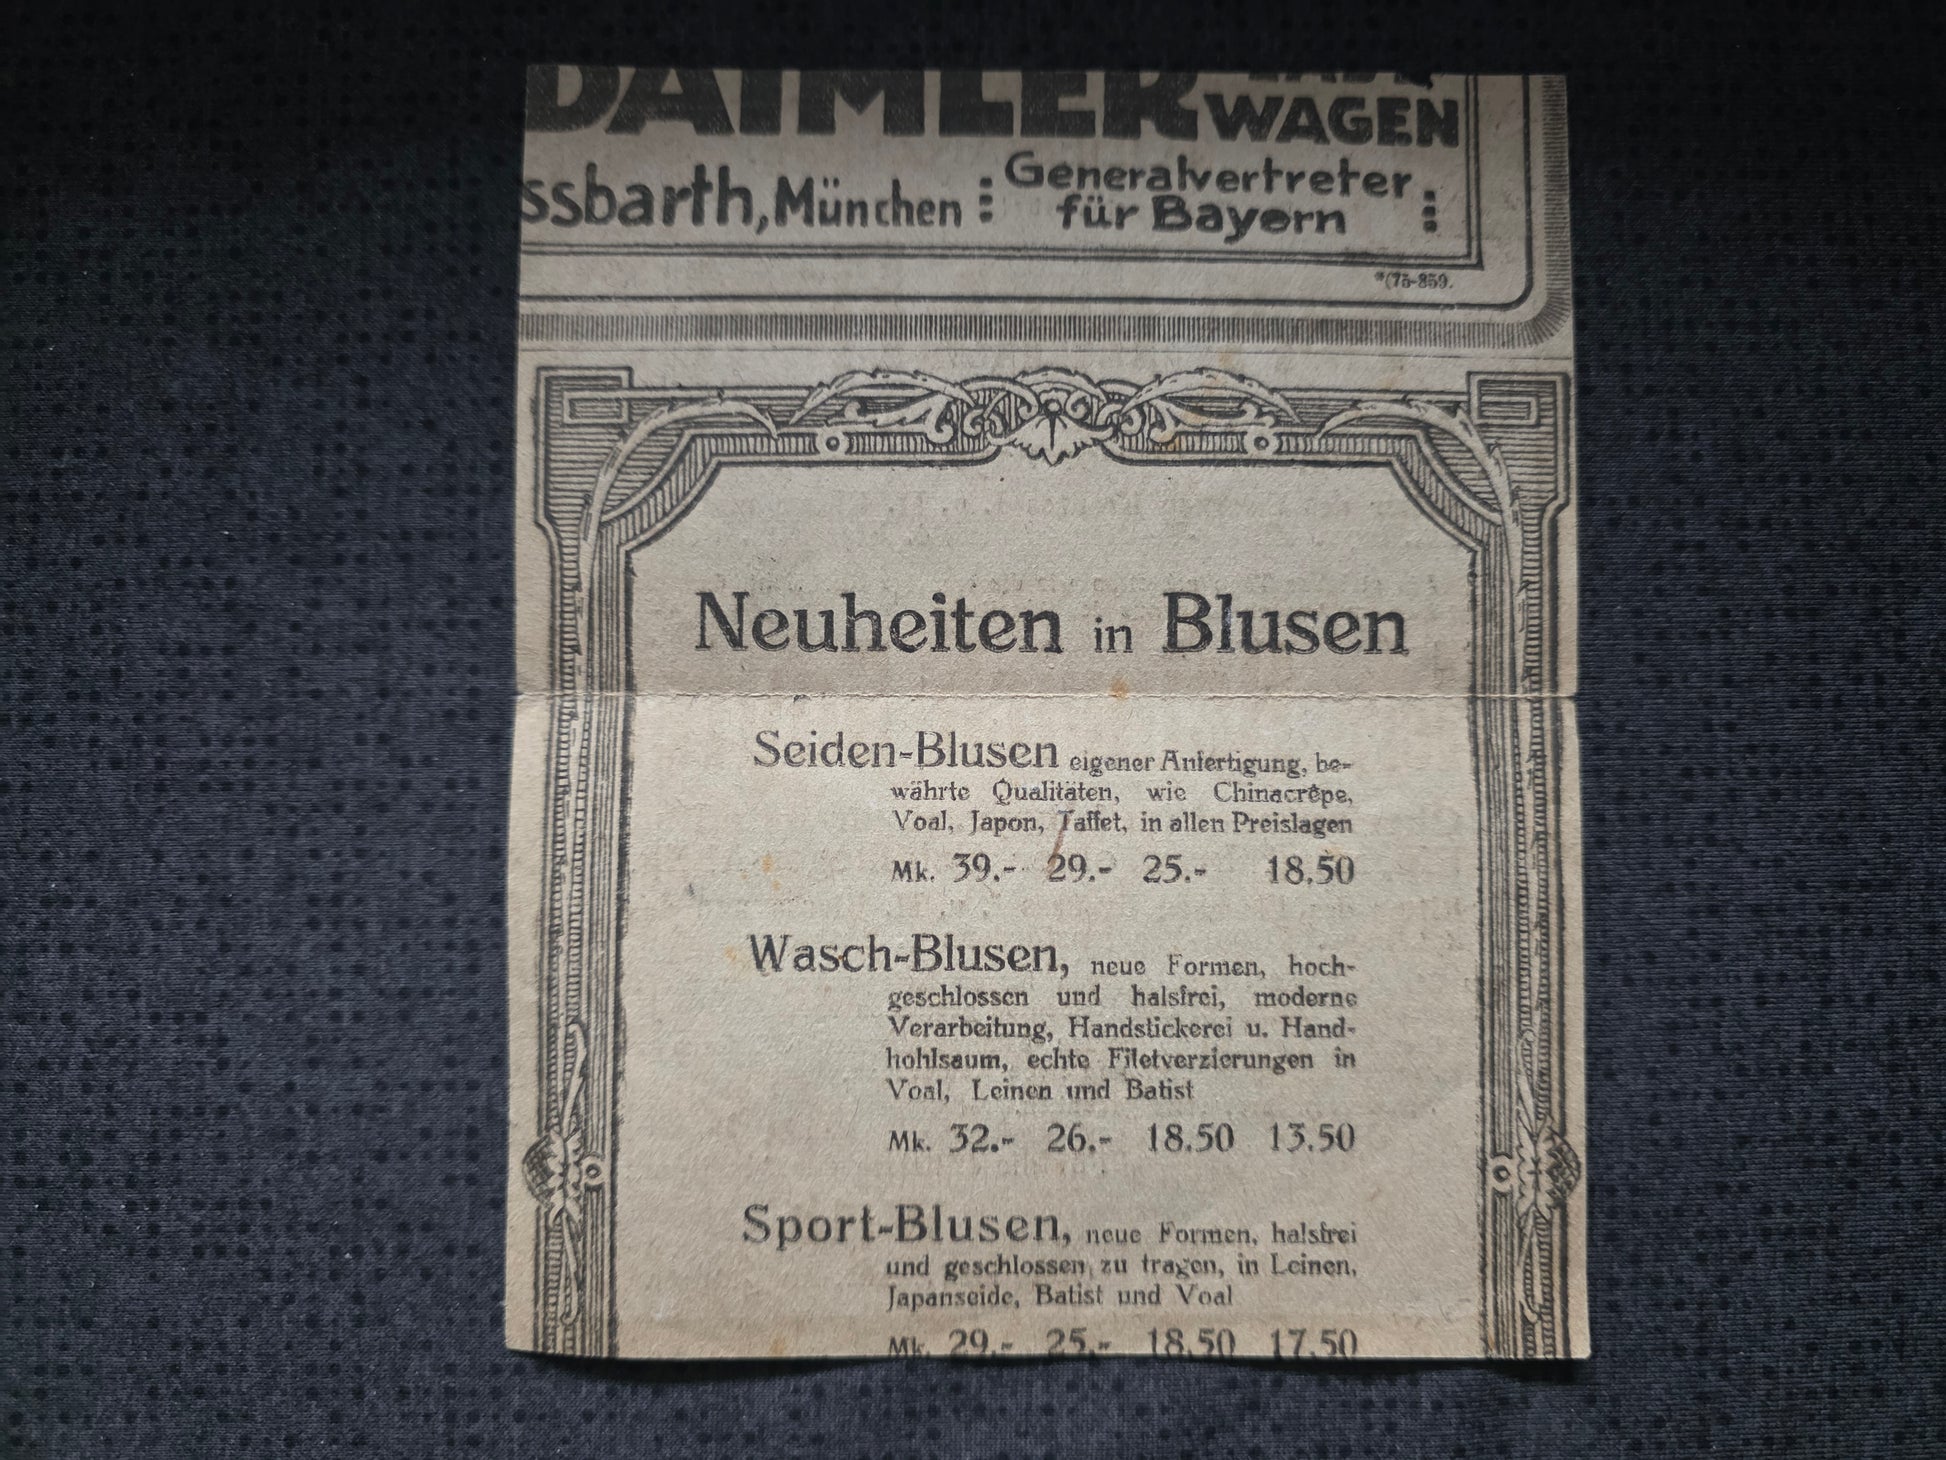 DAIMLER
WAGEN
ssbarth, München : Generalvertreter
für Bayern :
*(75-859.
Neuheiten in Blusen
Seiden-Blusen eigener Anfertigung, be-
währte Qualitäten, wie Chinacrêpe,
Voal, Japon, Taffet, in allen Preislagen
Mk. 39.- 29.- 25.- 18.50
Wasch-Blusen, neue Formen, hoch-
geschlossen und halsfrei, moderne
Verarbeitung, Handstickerei u. Hand-
hohlsaum, echte Filetverzierungen in
Voal, Leinen und Batist
Mk. 32.- 26.- 18.50 13.50
Sport-Blusen, neue Formen, halsfrei
und geschlossen zu tragen, in Leinen,
Japanseide, Batist und Voal
Mk. 29.- 25.- 18.50 17.50